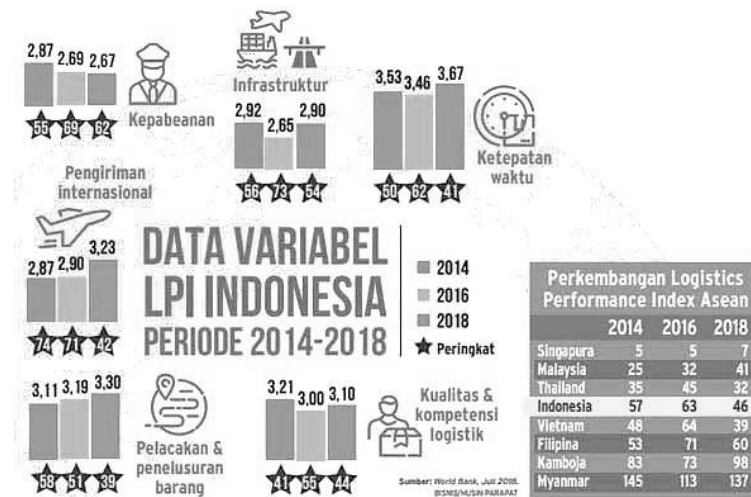 2,87 2,69 2,67
55 69 62
Kepabeanan
Infrastruktur
2,92 2,65 2,90
56 73 54
3,53 3,46 3,67
50 62 41
Ketepatan
waktu
Pengiriman
internasional
2,87 2,90 3,23
74 71 42
DATA VARIABEL
LPI INDONESIA
PERIODE 2014-2018
2014
2016
2018
Peringkat
3,11 3,19 3,30
58 51 39
Pelacakan &
penelusuran
barang
3,21 3,00 3,10
41 55 44
Kualitas &
kompetensi
logistik
Sumber: World Bank, Juli 2018.
BISNIS/HUSIN PARAPAT
Perkembangan Logistics
Performance Index Asean
2014 2016 2018
Singapura 5 5 7
Malaysia 25 32 41
Thailand 35 45 32
Indonesia 57 63 46
Vietnam 48 64 39
Filipina 53 71 60
Kamboja 83 73 98
Myanmar 145 113 137